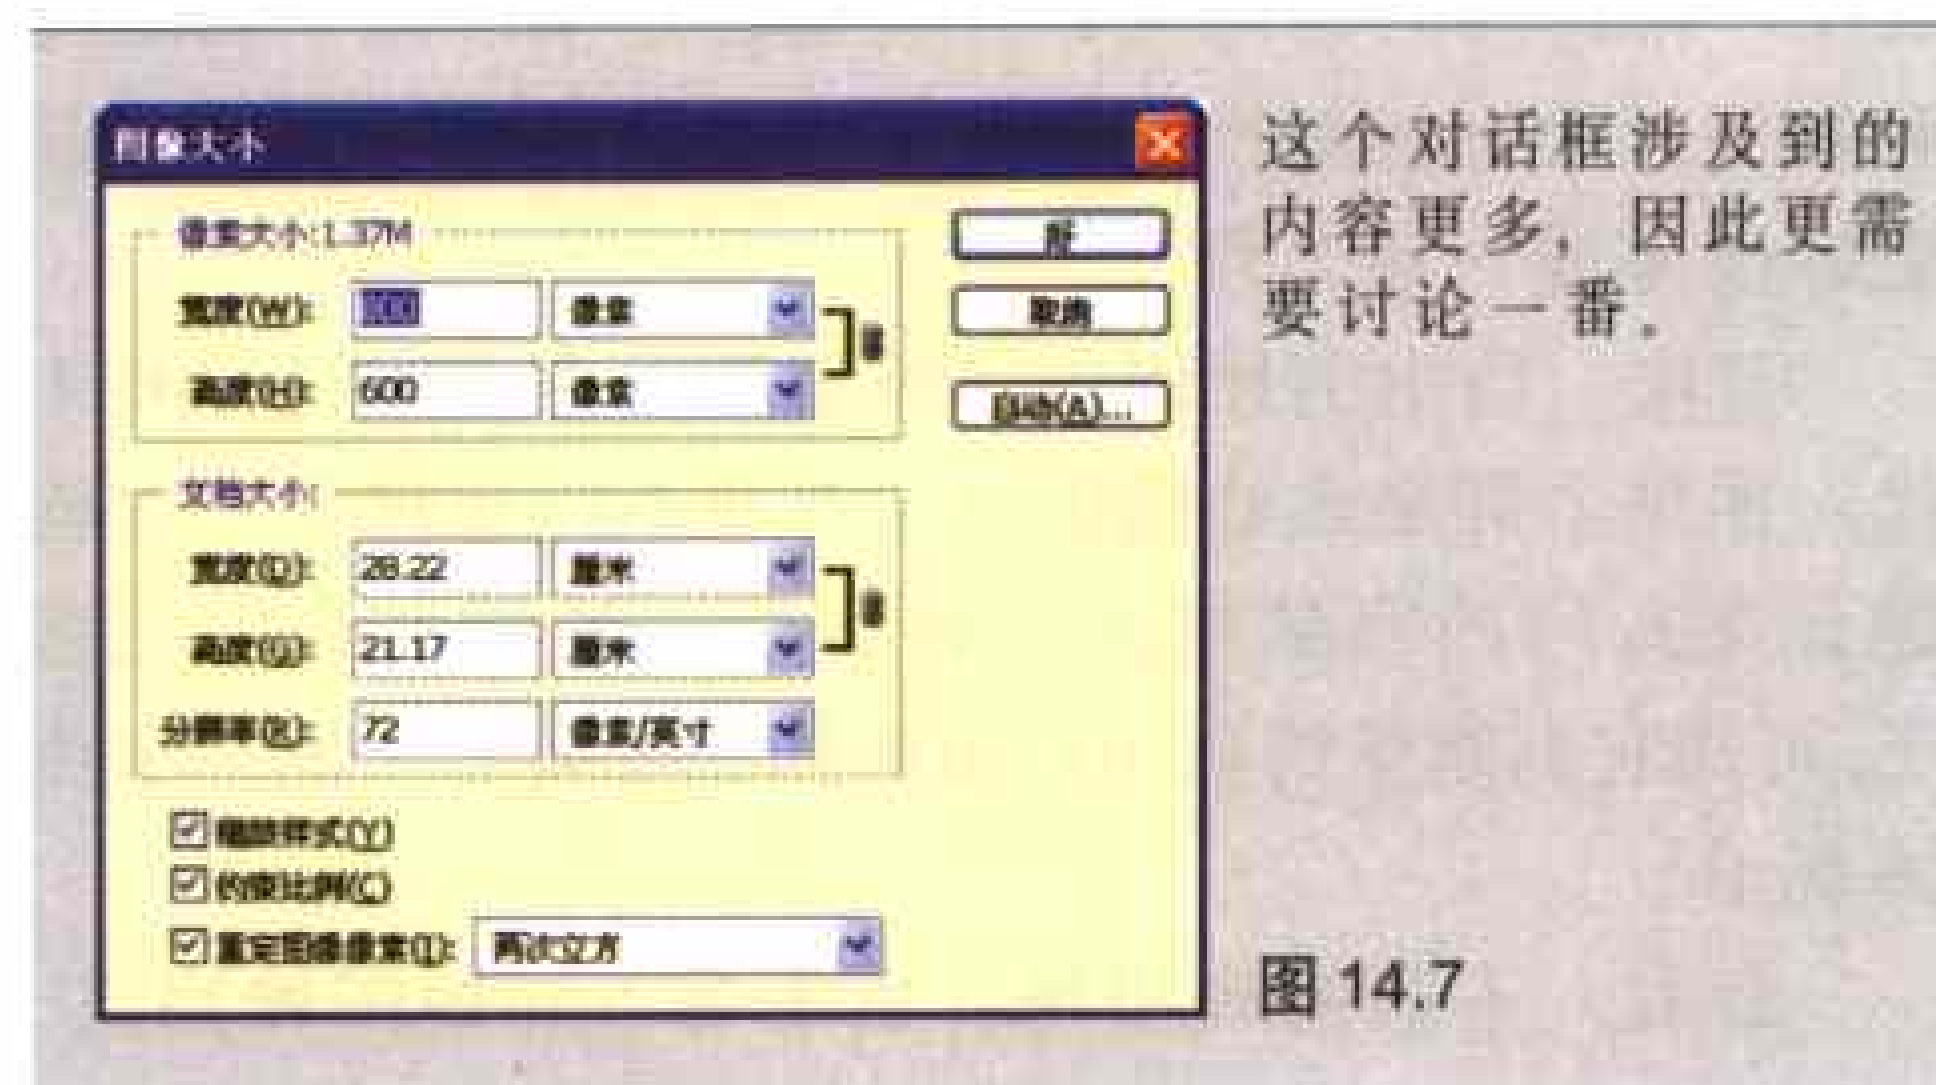 图像大小
像素大小:1.37M
宽度(W): 800 像素
高度(H): 600 像素
好
取消
自动(A)...
文档大小:
宽度(D): 28.22 厘米
高度(G): 21.17 厘米
分辨率(R): 72 像素/英寸
缩放样式(Y)
约束比例(C)
重定图像像素(I): 两次立方
这个对话框涉及到的
内容更多，因此更需
要讨论一番。
图 14.7